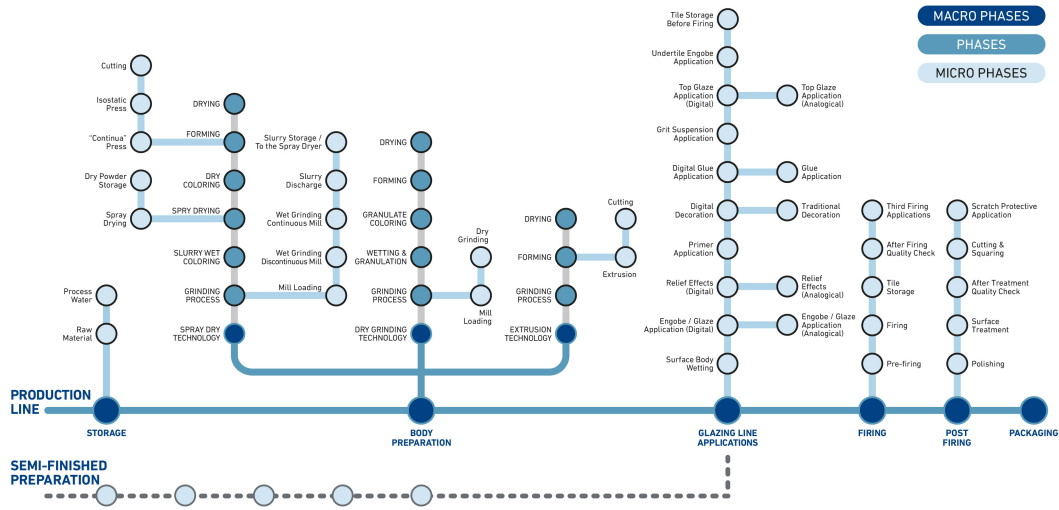 MACRO PHASES
PHASES
MICRO PHASES
Cutting
Isostatic
Press
"Continua"
Press
Dry Powder
Storage
Spray
Drying
Process
Water
Raw
Material
DRYING
FORMING
DRY
COLORING
SPRY DRYING
SLURRY WET
COLORING
GRINDING
PROCESS
SPRAY DRY
TECHNOLOGY
Slurry Storage /
To the Spray Dryer
Slurry
Discharge
Wet Grinding
Continuous Mill
Wet Grinding
Discontinuous Mill
Mill Loading
DRYING
FORMING
GRANULATE
COLORING
WETTING &
GRANULATION
GRINDING
PROCESS
DRY GRINDING
TECHNOLOGY
Dry
Grinding
Mill
Loading
DRYING
FORMING
GRINDING
PROCESS
EXTRUSION
TECHNOLOGY
Cutting
Extrusion
Tile Storage
Before Firing
Undertile Engobe
Application
Top Glaze
Application
(Digital)
Top Glaze
Application
(Analogical)
Grit Suspension
Application
Digital Glue
Application
Glue
Application
Digital
Decoration
Traditional
Decoration
Primer
Application
Relief Effects
(Digital)
Relief
Effects
(Analogical)
Engobe / Glaze
Application (Digital)
Engobe / Glaze
Application
(Analogical)
Surface Body
Wetting
Third Firing
Applications
After Firing
Quality Check
Tile
Storage
Firing
Pre-firing
Scratch Protective
Application
Cutting &
Squaring
After Treatment
Quality Check
Surface
Treatment
Polishing
PRODUCTION
LINE
STORAGE
BODY
PREPARATION
GLAZING LINE
APPLICATIONS
FIRING
POST
FIRING
PACKAGING
SEMI-FINISHED
PREPARATION